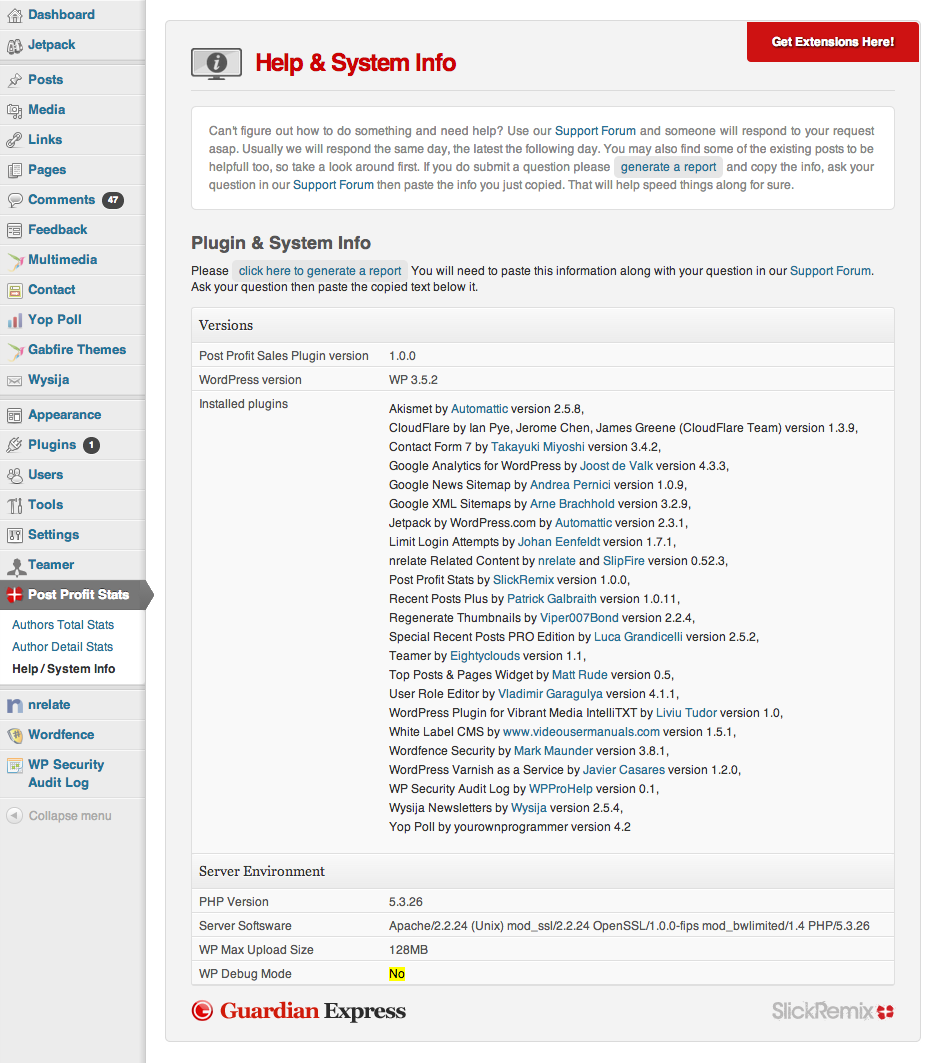 Dashboard
Jetpack
Posts
Media
Links
Pages
Comments 47
Feedback
Multimedia
Contact
Yop Poll
Gabfire Themes
Wysija
Appearance
Plugins 1
Users
Tools
Settings
Teamer
Post Profit Stats
Authors Total Stats
Author Detail Stats
Help / System Info
nrelate
Wordfence
WP Security
Audit Log
Collapse menu
Get Extensions Here!
Help & System Info
Can't figure out how to do something and need help? Use our Support Forum and someone will respond to your request
asap. Usually we will respond the same day, the latest the following day. You may also find some of the existing posts to be
helpfull too, so take a look around first. If you do submit a question please generate a report and copy the info, ask your
question in our Support Forum then paste the info you just copied. That will help speed things along for sure.
Plugin & System Info
Please click here to generate a report You will need to paste this information along with your question in our Support Forum.
Ask your question then paste the copied text below it.
Versions
Post Profit Sales Plugin version 1.0.0
WordPress version WP 3.5.2
Installed plugins
Akismet by Automattic version 2.5.8,
CloudFlare by Ian Pye, Jerome Chen, James Greene (CloudFlare Team) version 1.3.9,
Contact Form 7 by Takayuki Miyoshi version 3.4.2,
Google Analytics for WordPress by Joost de Valk version 4.3.3,
Google News Sitemap by Andrea Pernici version 1.0.9,
Google XML Sitemaps by Arne Brachhold version 3.2.9,
Jetpack by WordPress.com by Automattic version 2.3.1,
Limit Login Attempts by Johan Eenfeldt version 1.7.1,
nrelate Related Content by nrelate and SlipFire version 0.52.3,
Post Profit Stats by SlickRemix version 1.0.0,
Recent Posts Plus by Patrick Galbraith version 1.0.11,
Regenerate Thumbnails by Viper007Bond version 2.2.4,
Special Recent Posts PRO Edition by Luca Grandicelli version 2.5.2,
Teamer by Eightyclouds version 1.1,
Top Posts & Pages Widget by Matt Rude version 0.5,
User Role Editor by Vladimir Garagulya version 4.1.1,
WordPress Plugin for Vibrant Media IntelliTXT by Liviu Tudor version 1.0,
White Label CMS by www.videousermanuals.com version 1.5.1,
Wordfence Security by Mark Maunder version 3.8.1,
WordPress Varnish as a Service by Javier Casares version 1.2.0,
WP Security Audit Log by WPProHelp version 0.1,
Wysija Newsletters by Wysija version 2.5.4,
Yop Poll by yourownprogrammer version 4.2
Server Environment
PHP Version 5.3.26
Server Software Apache/2.2.24 (Unix) mod_ssl/2.2.24 OpenSSL/1.0.0-fips mod_bwlimited/1.4 PHP/5.3.26
WP Max Upload Size 128MB
WP Debug Mode No
Guardian Express
SlickRemix